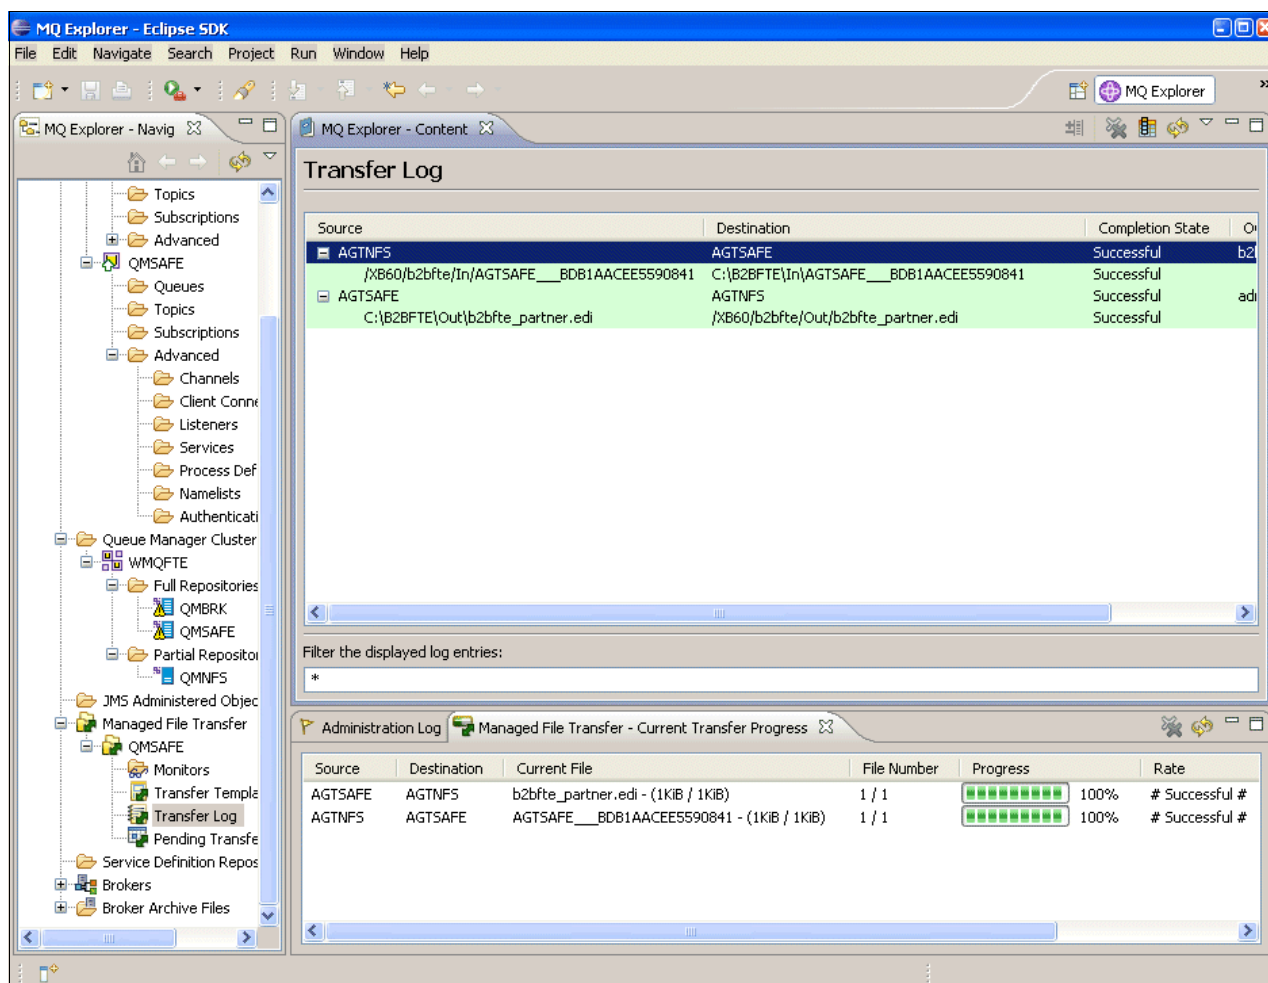 MQ Explorer - Eclipse SDK
File Edit Navigate Search Project Run Window Help
MQ Explorer
MQ Explorer - Navig
Topics
Subscriptions
Advanced
QMSAFE
Queues
Topics
Subscriptions
Advanced
Channels
Client Conne
Listeners
Services
Process Def
Namelists
Authenticati
Queue Manager Cluster
WMQFTE
Full Repositories
QMBRK
QMSAFE
Partial Reposito
QMNFS
JMS Administered Objec
Managed File Transfer
QMSAFE
Monitors
Transfer Templa
Transfer Log
Pending Transfe
Service Definition Repos
Brokers
Broker Archive Files
MQ Explorer - Content
Transfer Log
Source Destination Completion State
AGTNFS AGTSAFE Successful b2
/XB60/b2bfte/In/AGTSAFE___BDB1AACEE5590841 C:\B2BFTE\In\AGTSAFE___BDB1AACEE5590841 Successful
AGTSAFE AGTNFS Successful ad
C:\B2BFTE\Out\b2bfte_partner.edi /XB60/b2bfte/Out/b2bfte_partner.edi Successful
Filter the displayed log entries:
*
Administration Log Managed File Transfer - Current Transfer Progress
Source Destination Current File File Number Progress Rate
AGTSAFE AGTNFS b2bfte_partner.edi - (1KiB / 1KiB) 1 / 1 100% # Successful #
AGTNFS AGTSAFE AGTSAFE___BDB1AACEE5590841 - (1KiB / 1KiB) 1 / 1 100% # Successful #